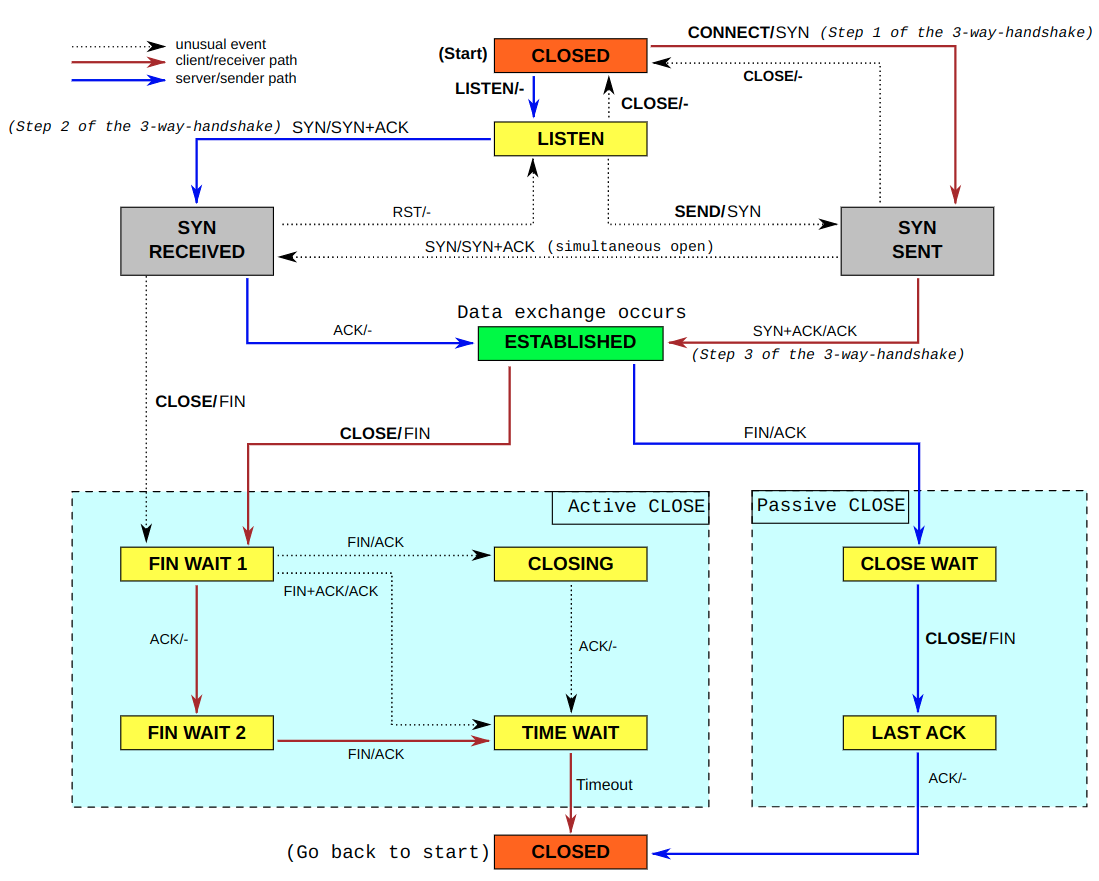 unusual event
client/receiver path
server/sender path
(Start)
CLOSED
CONNECT/SYN (Step 1 of the 3-way-handshake)
CLOSE/-
LISTEN/-
CLOSE/-
(Step 2 of the 3-way-handshake) SYN/SYN+ACK
LISTEN
SYN
RECEIVED
RST/-
SEND/SYN
SYN
SENT
SYN/SYN+ACK (simultaneous open)
Data exchange occurs
ACK/-
ESTABLISHED
SYN+ACK/ACK
(Step 3 of the 3-way-handshake)
CLOSE/FIN
CLOSE/FIN
FIN/ACK
Active CLOSE
Passive CLOSE
FIN WAIT 1
FIN/ACK
CLOSING
CLOSE WAIT
FIN+ACK/ACK
ACK/-
ACK/-
CLOSE/FIN
FIN WAIT 2
FIN/ACK
TIME WAIT
LAST ACK
Timeout
ACK/-
(Go back to start)
CLOSED